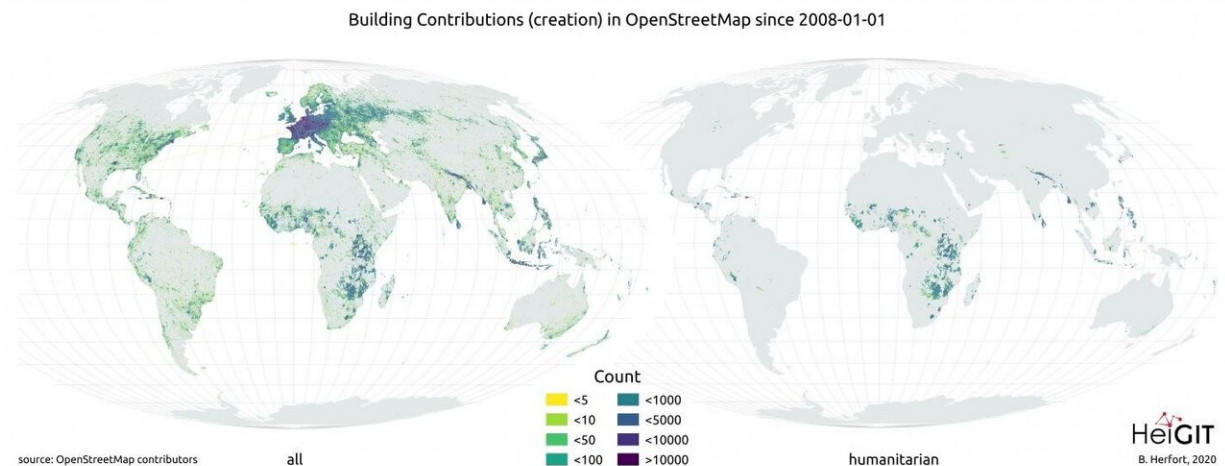 Building Contributions (creation) in OpenStreetMap since 2008-01-01
Count
<5 <1000
<10 <5000
<50 <10000
<100 >10000
source: OpenStreetMap contributors
all
humanitarian
HeiGIT
B. Herfort, 2020